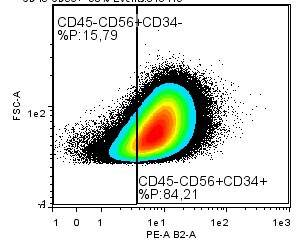 CD45-CD56+CD34-
%P:15,79
FSC-A
1e2
-1
CD45-CD56+CD34+
%P:84,21
1 0 1 1e1 1e2 1e3
PE-A B2-A